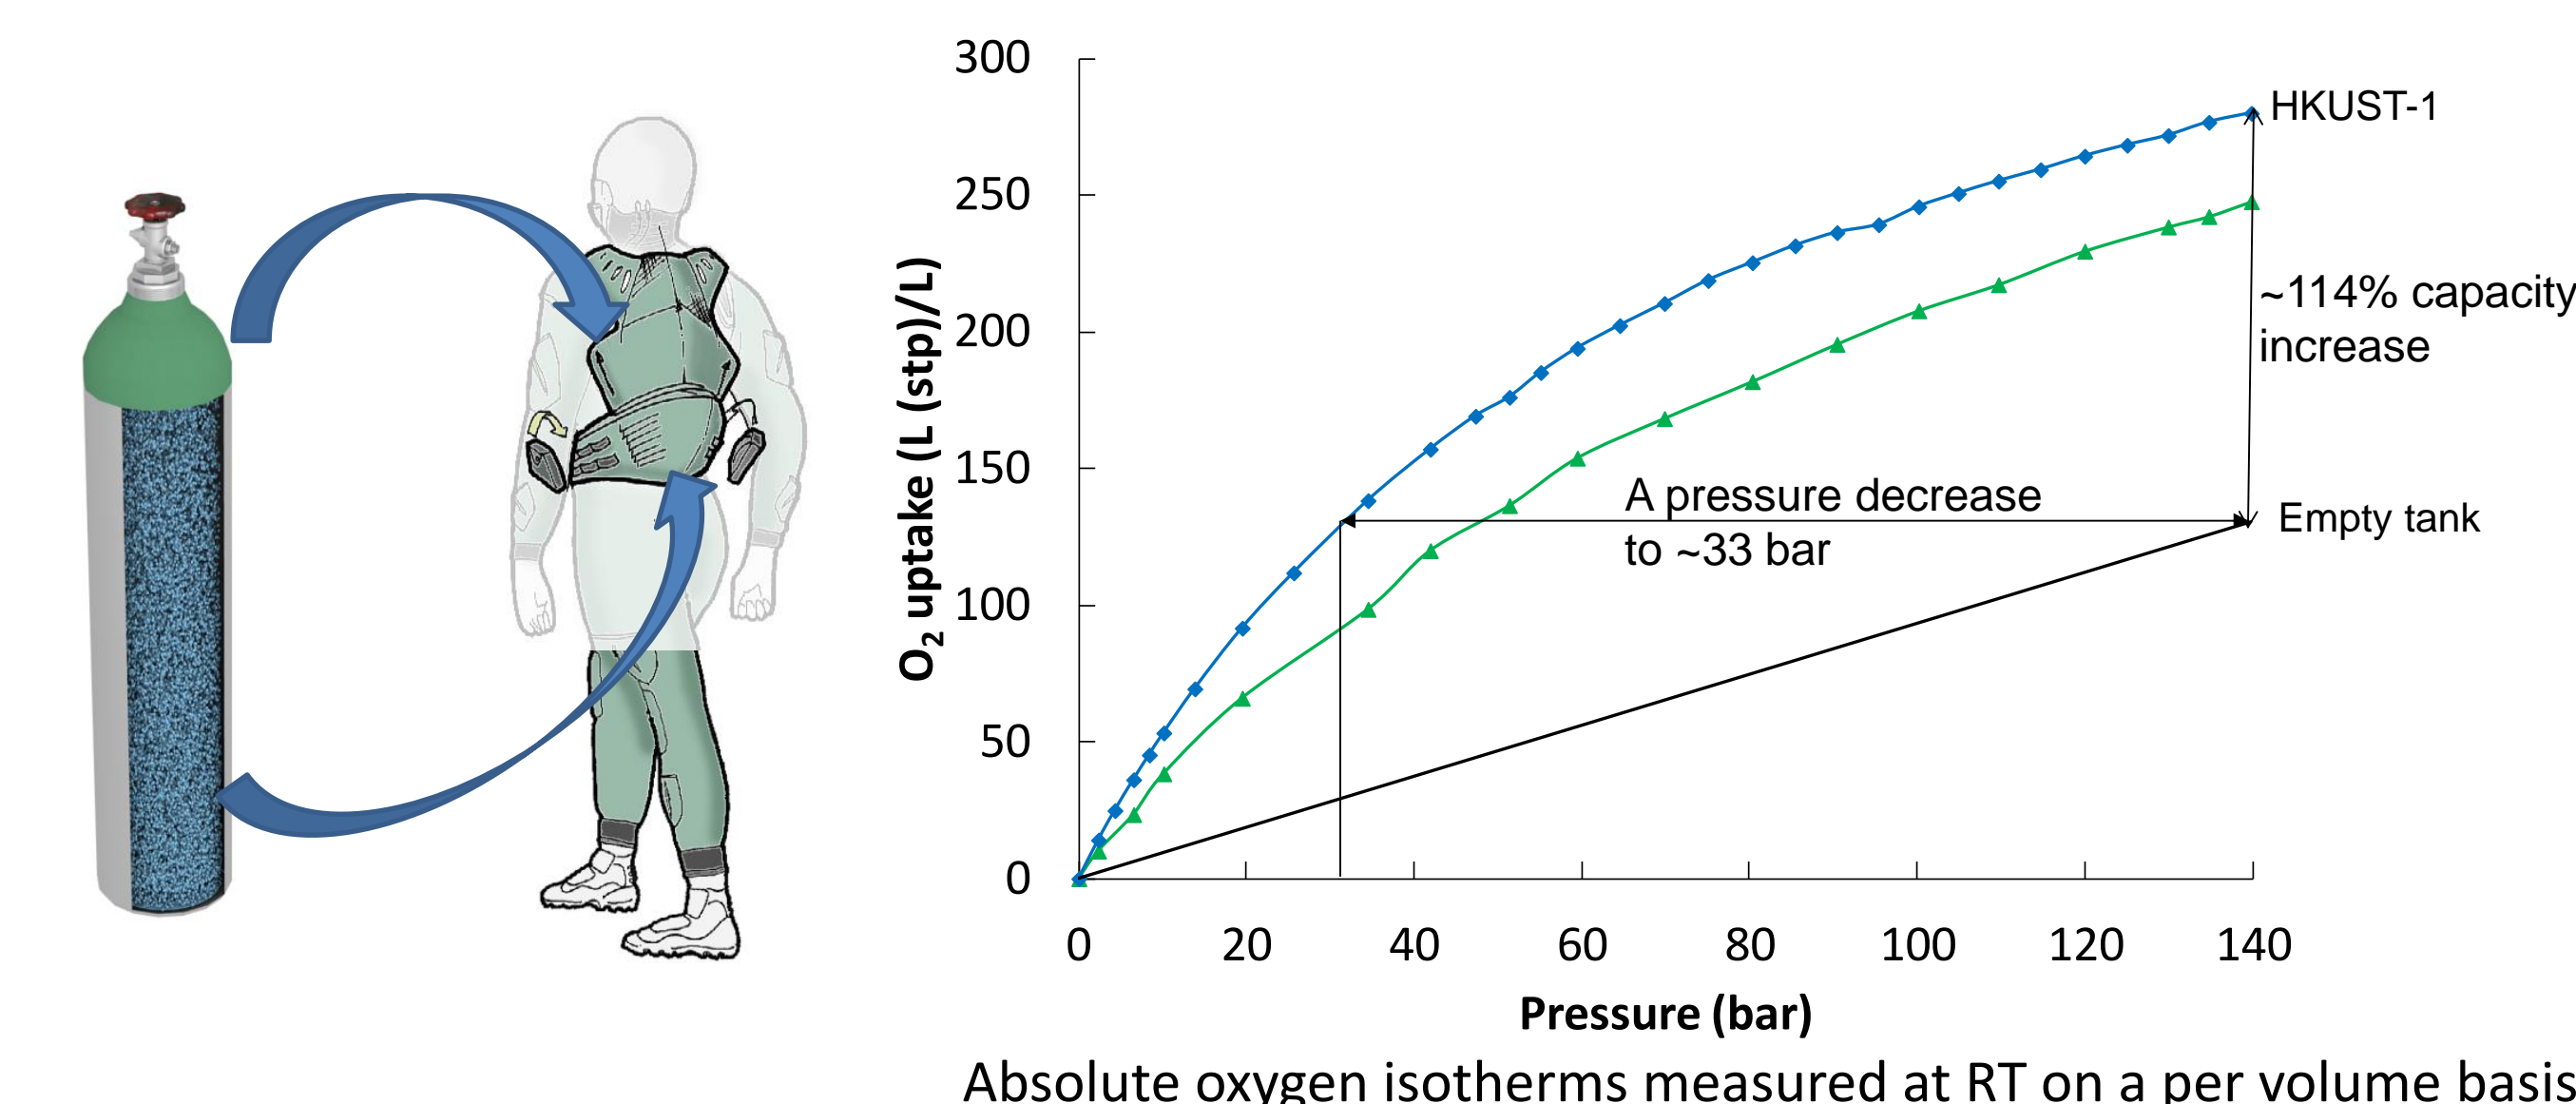 300
250
200
150
100
50
0
O₂ uptake (L (stp)/L)
HKUST-1
~114% capacity
increase
A pressure decrease
to ~33 bar
Empty tank
0 20 40 60 80 100 120 140
Pressure (bar)
Absolute oxygen isotherms measured at RT on a per volume basis